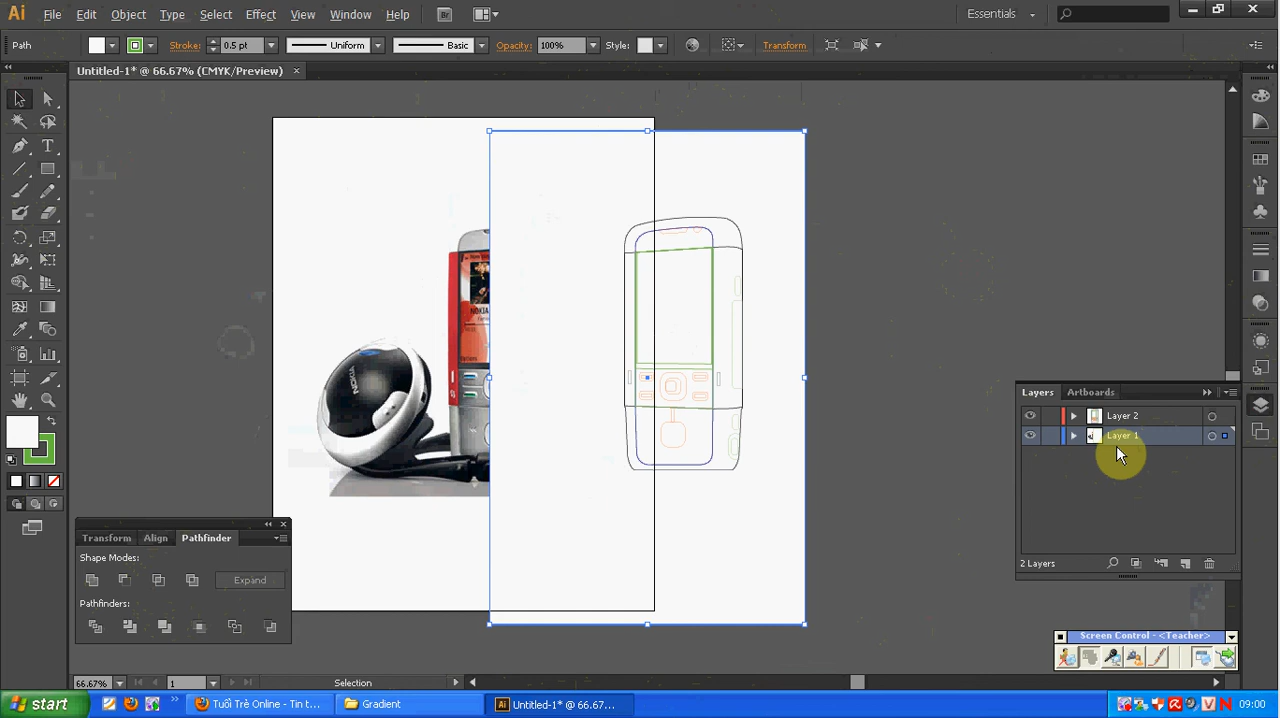 Ai File Edit Object Type Select Effect View Window Help Br Essentials
Path Stroke: 0.5 pt Uniform Basic Opacity: 100% Style: Transform
Untitled-1* @ 66.67% (CMYK/Preview)
NOKIA
NOKIA
Options
Layers Artboards
Layer 2
Layer 1
2 Layers
Transform Align Pathfinder
Shape Modes:
Expand
Pathfinders:
Screen Control - <Teacher>
66.67% 1 Selection
start Tuổi Trẻ Online - Tin t... Gradient Untitled-1* @ 66.67... 09:00